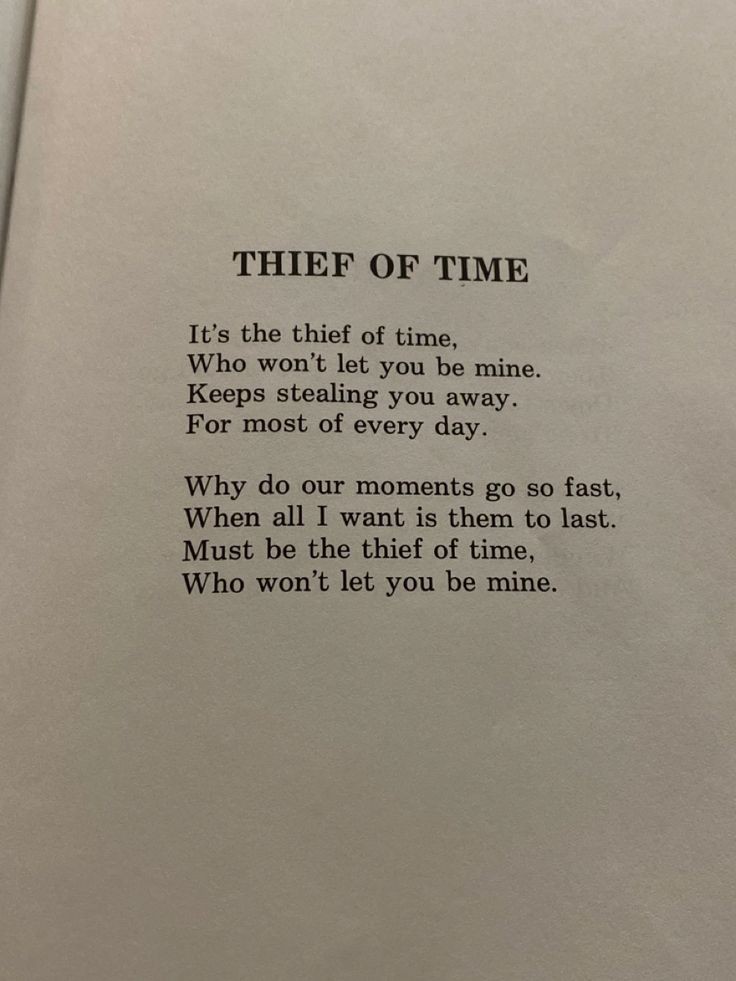 THIEF OF TIME
It's the thief of time,
Who won't let you be mine.
Keeps stealing you away.
For most of every day.
Why do our moments go so fast,
When all I want is them to last.
Must be the thief of time,
Who won't let you be mine.